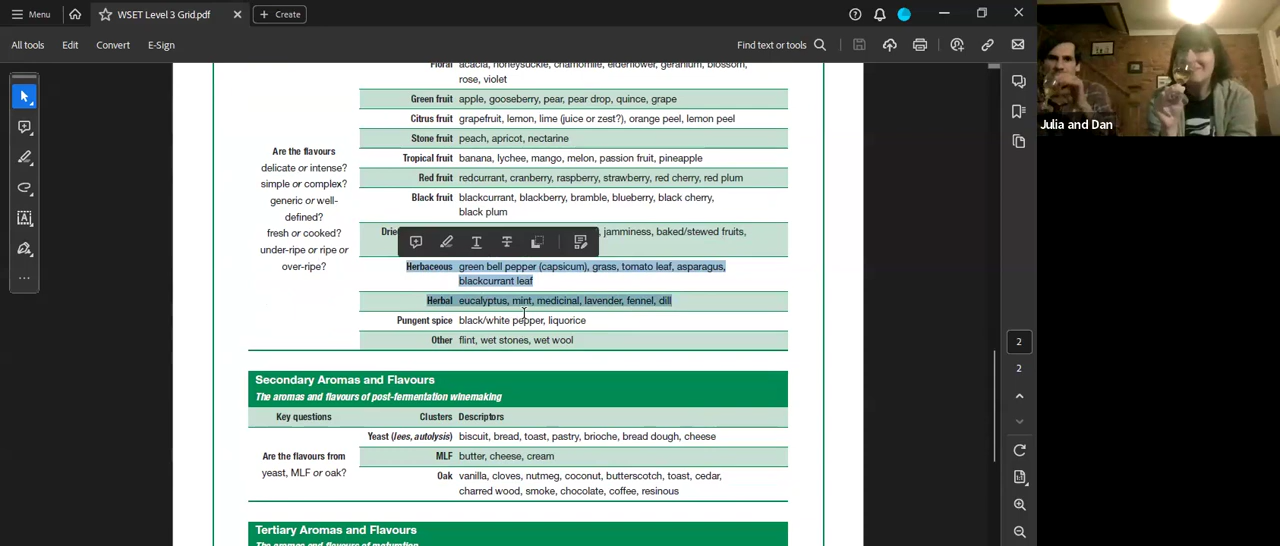 Menu
WSET Level 3 Grid.pdf
Create
All tools Edit Convert E-Sign
Find text or tools
Julia and Dan
Floral acacia, honeysuckle, chamomile, elderflower, geranium, blossom,
rose, violet
Green fruit apple, gooseberry, pear, pear drop, quince, grape
Citrus fruit grapefruit, lemon, lime (juice or zest?), orange peel, lemon peel
Stone fruit peach, apricot, nectarine
Tropical fruit banana, lychee, mango, melon, passion fruit, pineapple
Red fruit redcurrant, cranberry, raspberry, strawberry, red cherry, red plum
Black fruit blackcurrant, blackberry, bramble, blueberry, black cherry,
black plum
jamminess, baked/stewed fruits,
Are the flavours
delicate or intense?
simple or complex?
generic or well-
defined?
fresh or cooked?
under-ripe or ripe or
over-ripe?
Herbaceous green bell pepper (capsicum), grass, tomato leaf, asparagus,
blackcurrant leaf
Herbal eucalyptus, mint, medicinal, lavender, fennel, dill
Pungent spice black/white pepper, liquorice
Other flint, wet stones, wet wool
Secondary Aromas and Flavours
The aromas and flavours of post-fermentation winemaking
Key questions Clusters Descriptors
Are the flavours from
yeast, MLF or oak?
Yeast (lees, autolysis) biscuit, bread, toast, pastry, brioche, bread dough, cheese
MLF butter, cheese, cream
Oak vanilla, cloves, nutmeg, coconut, butterscotch, toast, cedar,
charred wood, smoke, chocolate, coffee, resinous
Tertiary Aromas and Flavours
The aromas and flavours of maturation
2
2